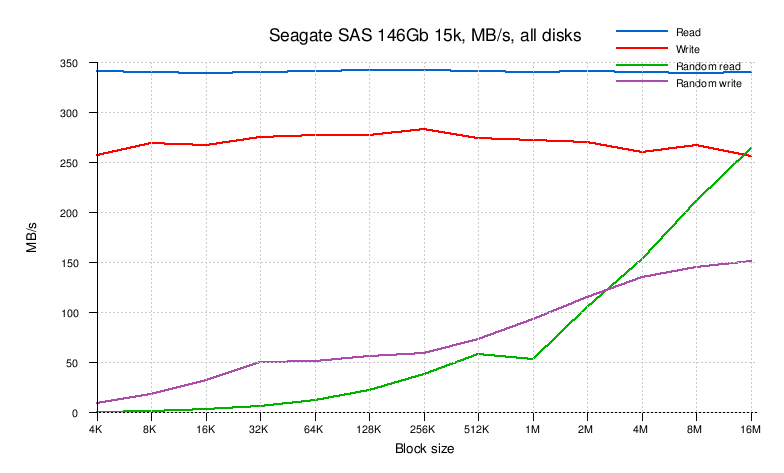 Seagate SAS 146Gb 15k, MB/s, all disks
Read
Write
Random read
Random write
350
300
250
200
150
100
50
0
MB/s
4K 8K 16K 32K 64K 128K 256K 512K 1M 2M 4M 8M 16M
Block size